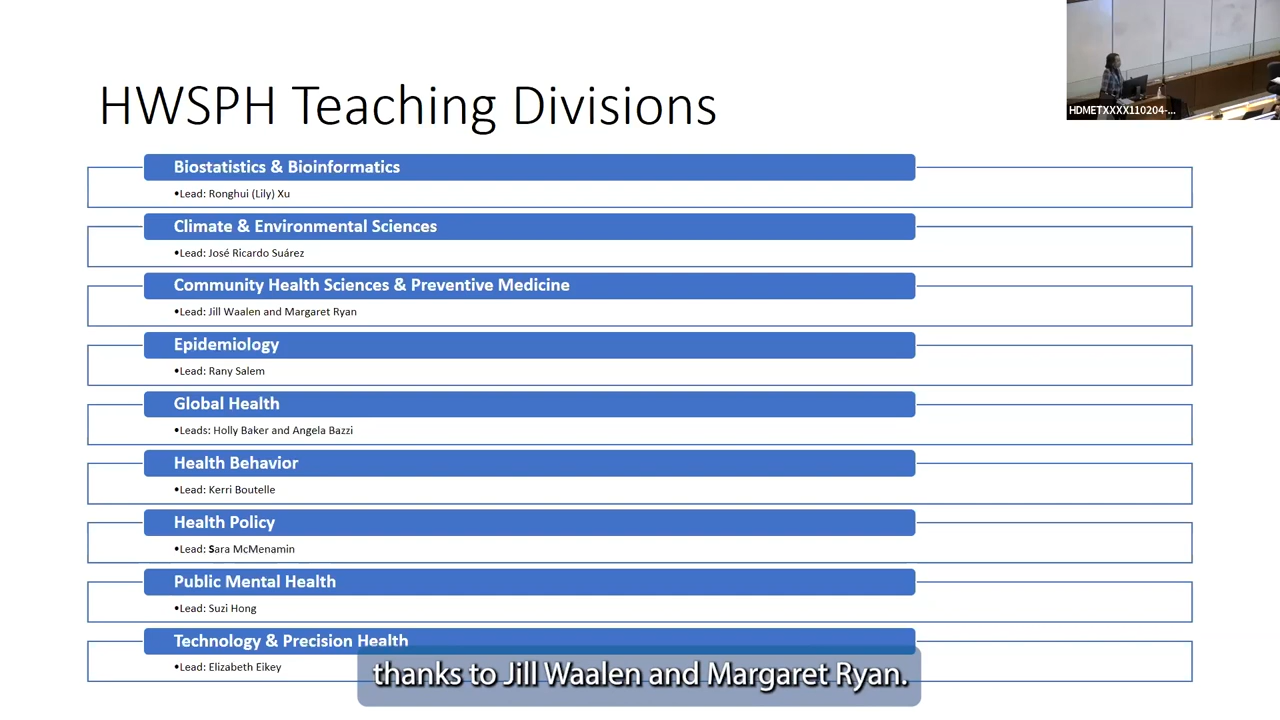 HWSPH Teaching Divisions
HDMETXXXX110204-...
Biostatistics & Bioinformatics
•Lead: Ronghui (Lily) Xu
Climate & Environmental Sciences
•Lead: José Ricardo Suárez
Community Health Sciences & Preventive Medicine
•Lead: Jill Waalen and Margaret Ryan
Epidemiology
•Lead: Rany Salem
Global Health
•Leads: Holly Baker and Angela Bazzi
Health Behavior
•Lead: Kerri Boutelle
Health Policy
•Lead: Sara McMenamin
Public Mental Health
•Lead: Suzi Hong
Technology & Precision Health
•Lead: Elizabeth Eikey
thanks to Jill Waalen and Margaret Ryan.